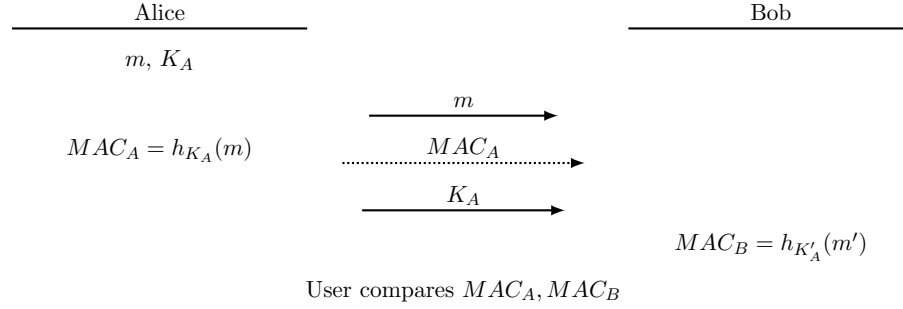 Alice Bob
m, K_A
m
MAC_A = h_{K_A}(m) MAC_A
K_A
MAC_B = h_{K'_A}(m')
User compares MAC_A, MAC_B